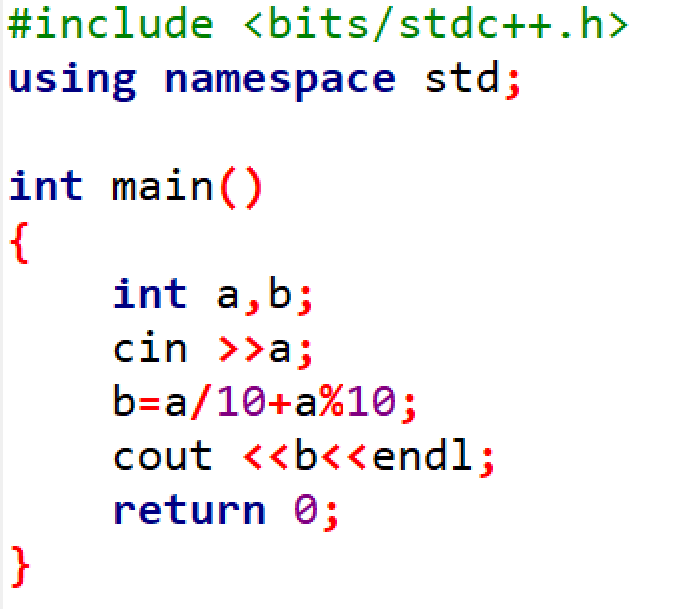 #include <bits/stdc++.h>
using namespace std;

int main()
{
    int a,b;
    cin >>a;
    b=a/10+a%10;
    cout <<b<<endl;
    return 0;
}